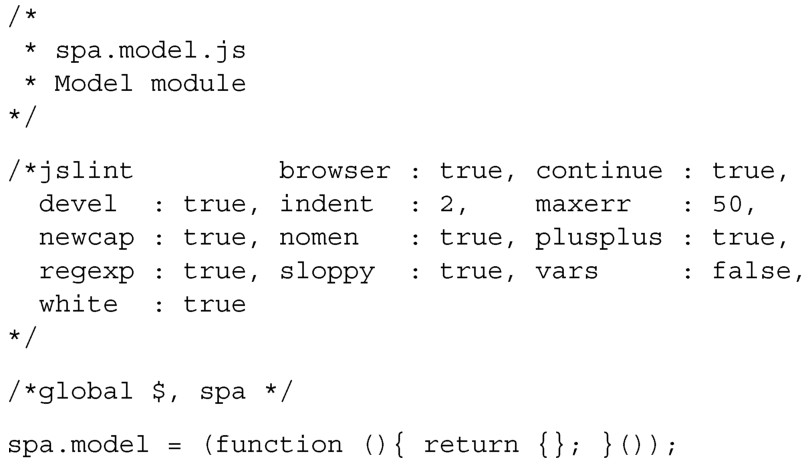 /*
 * spa.model.js
 * Model module
*/
/*jslint         browser : true, continue : true,
  devel  : true, indent  : 2,    maxerr   : 50,
  newcap : true, nomen   : true, plusplus : true,
  regexp : true, sloppy  : true, vars     : false,
  white  : true
*/
/*global $, spa */
spa.model = (function (){ return {}; }());